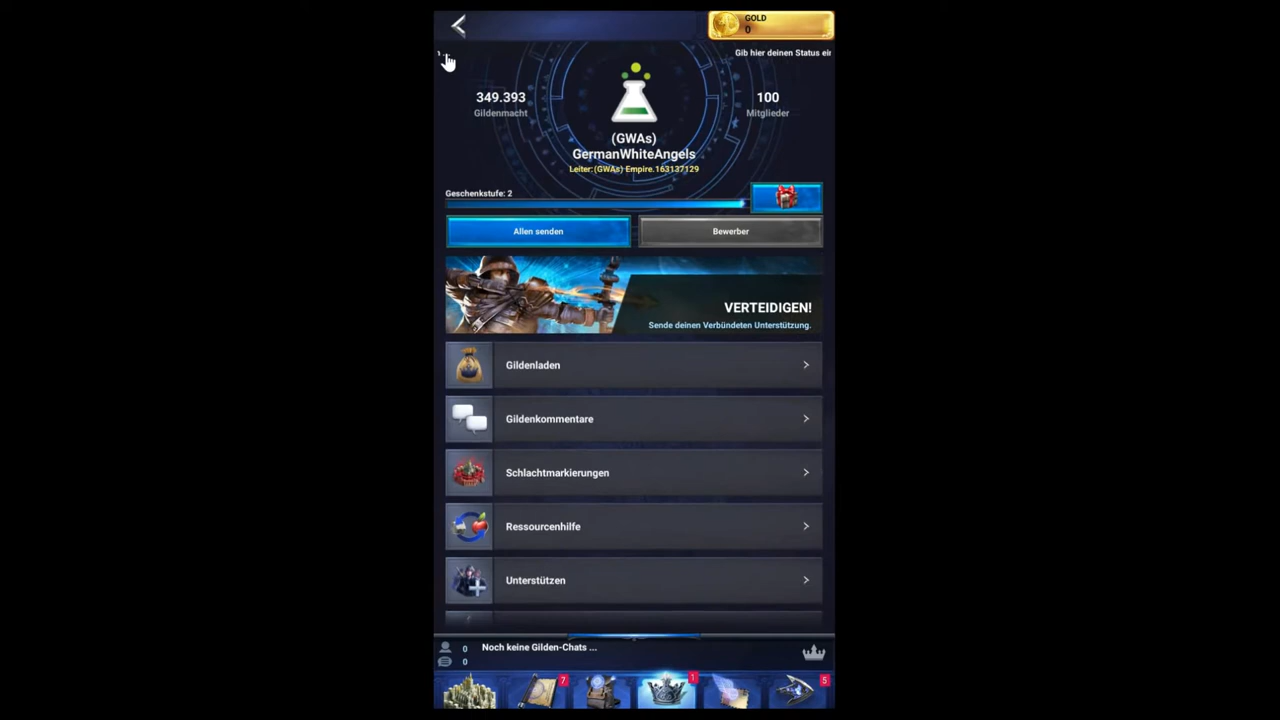 GOLD
0
Gib hier deinen Status ein
349.393
Gildenmacht
100
Mitglieder
(GWAs)
GermanWhiteAngels
Leiter:(GWAs) Empire.163137129
Geschenkstufe: 2
Allen senden
Bewerber
VERTEIDIGEN!
Sende deinen Verbündeten Unterstützung.
Gildenladen
Gildenkommentare
Schlachtmarkierungen
Ressourcenhilfe
Unterstützen
0
Noch keine Gilden-Chats ...
0
7
1
5